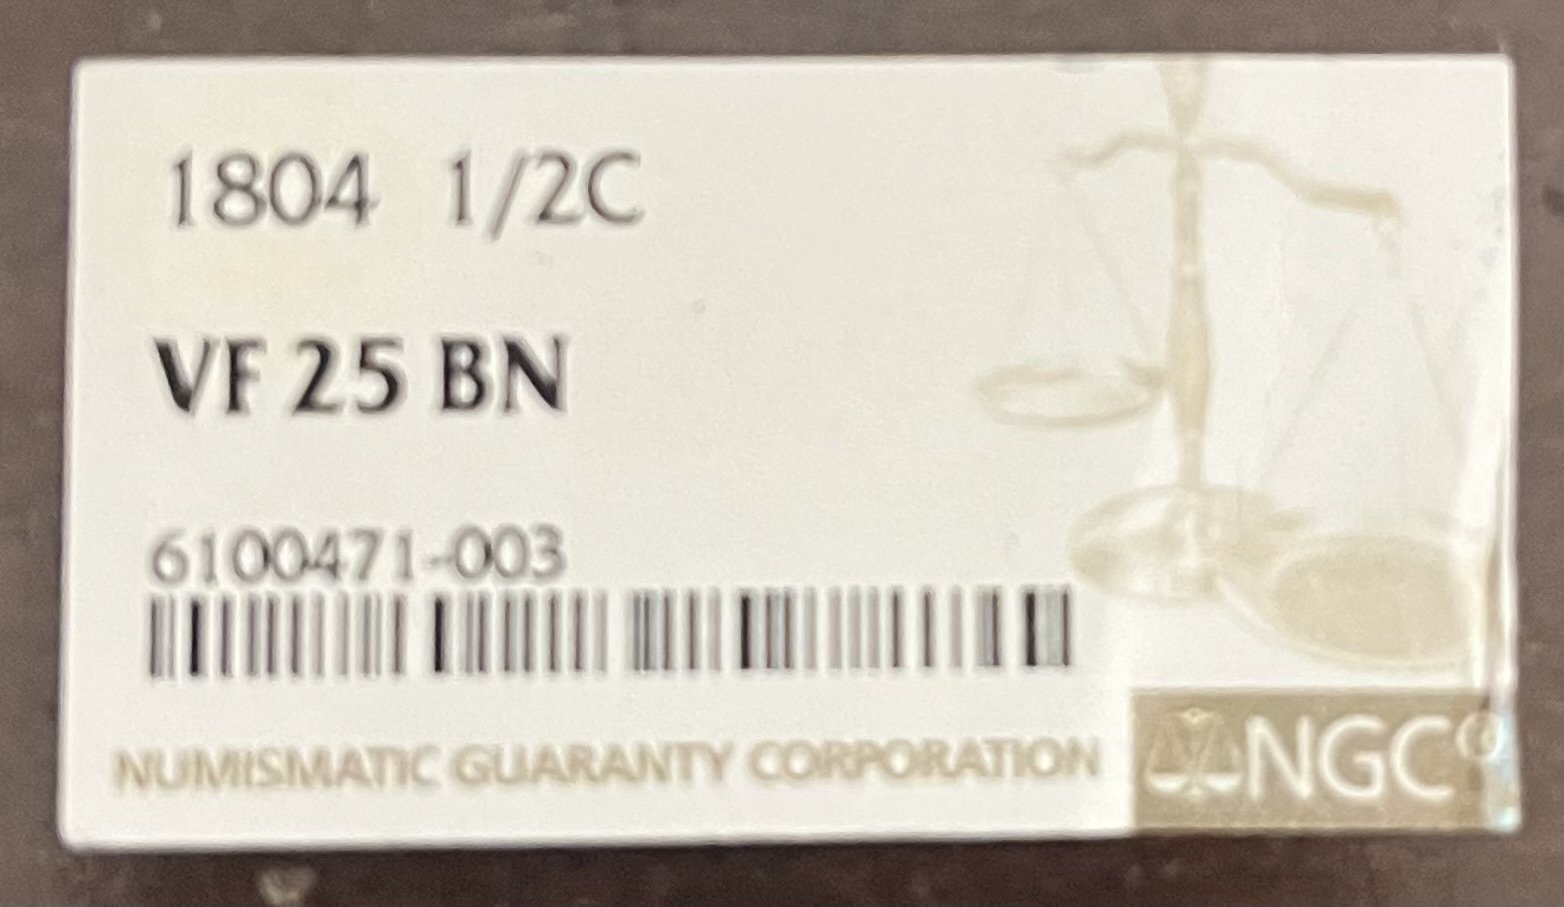 1804 1/2C
VF 25 BN
6100471-003
NUMISMATIC GUARANTY CORPORATION
NGC®